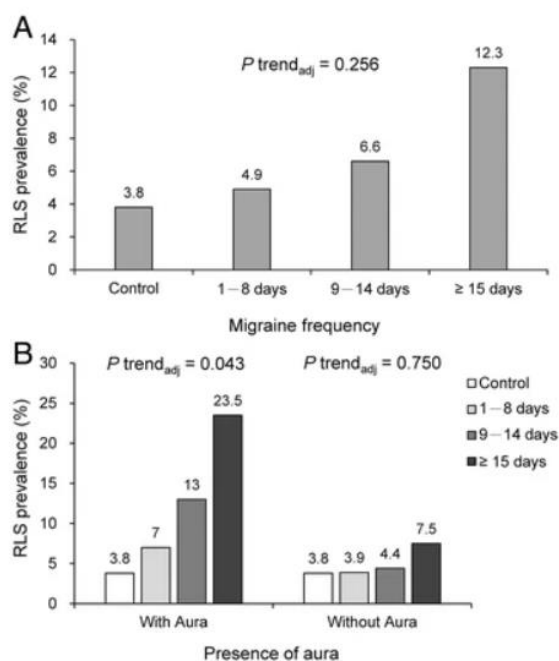 A
RLS prevalence (%)
14
12
10
8
6
4
2
0
P trendadj = 0.256
3.8
4.9
6.6
12.3
Control
1–8 days
9–14 days
≥ 15 days
Migraine frequency
B
RLS prevalence (%)
30
25
20
15
10
5
0
P trendadj = 0.043
P trendadj = 0.750
Control
1–8 days
9–14 days
≥ 15 days
3.8
7
13
23.5
3.8
3.9
4.4
7.5
With Aura
Without Aura
Presence of aura